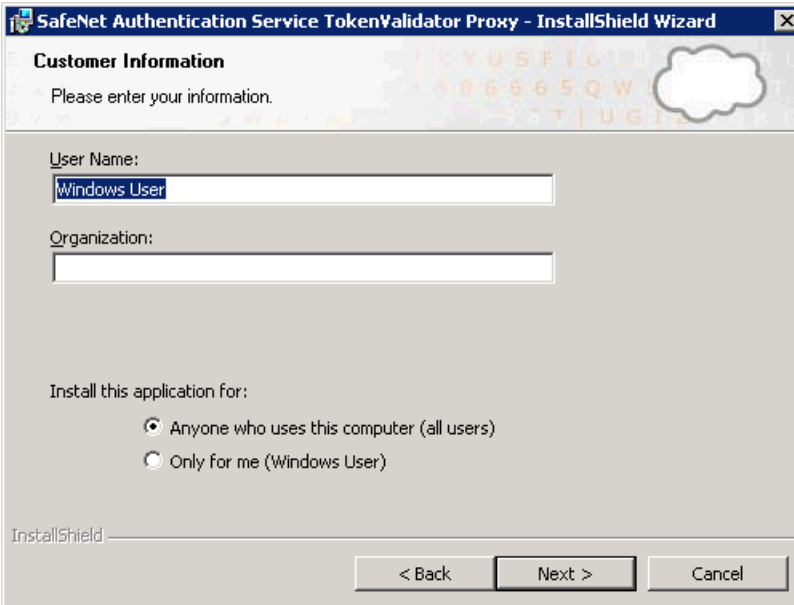 SafeNet Authentication Service TokenValidator Proxy - InstallShield Wizard
Customer Information
Please enter your information.
User Name:
Windows User
Organization:
Install this application for:
Anyone who uses this computer (all users)
Only for me (Windows User)
InstallShield
< Back Next > Cancel